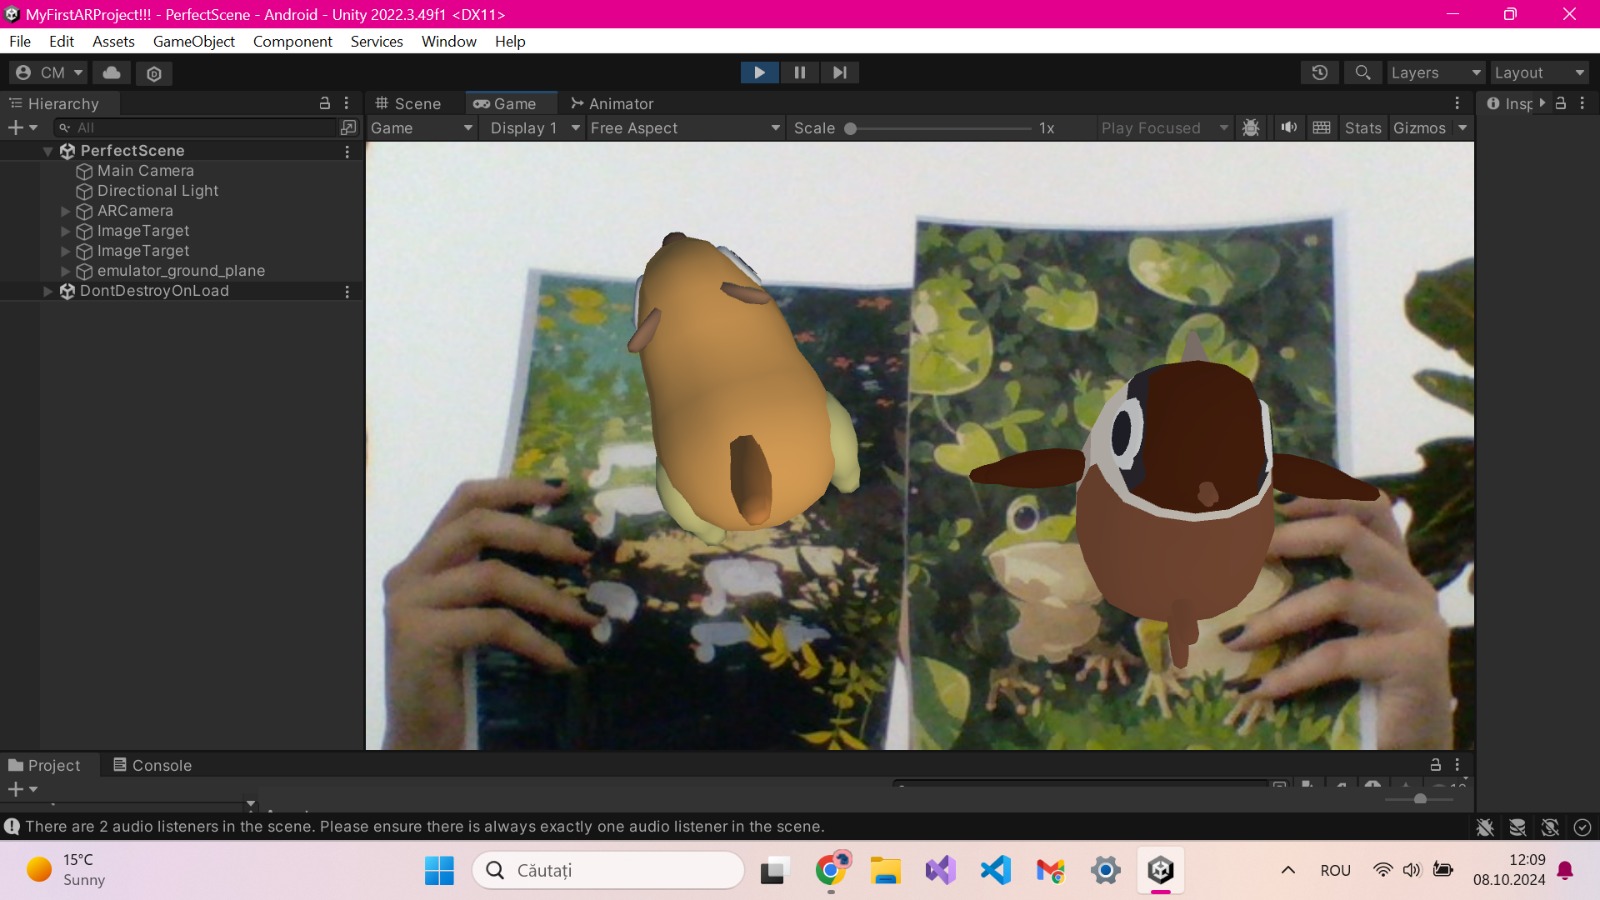 MyFirstARProject!!! - PerfectScene - Android - Unity 2022.3.49f1 <DX11>
File Edit Assets GameObject Component Services Window Help
CM Layers Layout
Hierarchy Scene Game Animator Insp
All Game Display 1 Free Aspect Scale 1x Play Focused Stats Gizmos
PerfectScene
Main Camera
Directional Light
ARCamera
ImageTarget
ImageTarget
emulator_ground_plane
DontDestroyOnLoad
Project Console
There are 2 audio listeners in the scene. Please ensure there is always exactly one audio listener in the scene.
15°C
Sunny
Căutați
ROU
12:09
08.10.2024